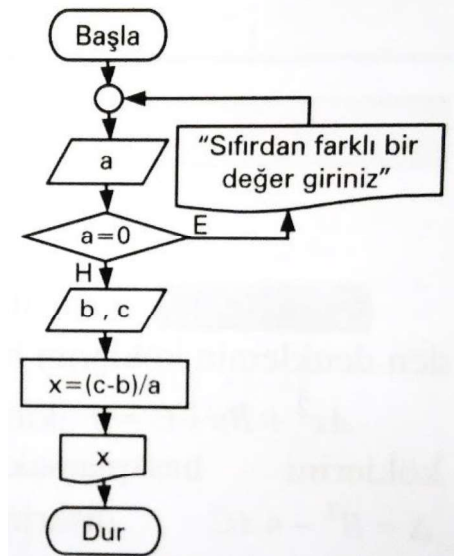 Başla
a
"Sıfırdan farklı bir
değer giriniz"
a=0
E
H
b , c
x=(c-b)/a
x
Dur